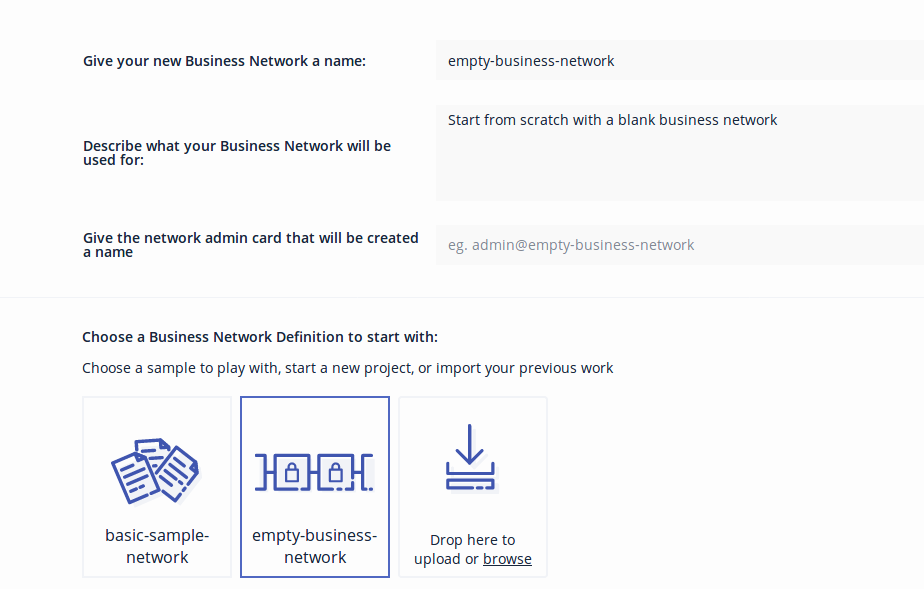 Give your new Business Network a name:
empty-business-network
Describe what your Business Network will be
used for:
Start from scratch with a blank business network
Give the network admin card that will be created
a name
eg. admin@empty-business-network
Choose a Business Network Definition to start with:
Choose a sample to play with, start a new project, or import your previous work
basic-sample-
network
empty-business-
network
Drop here to
upload or browse